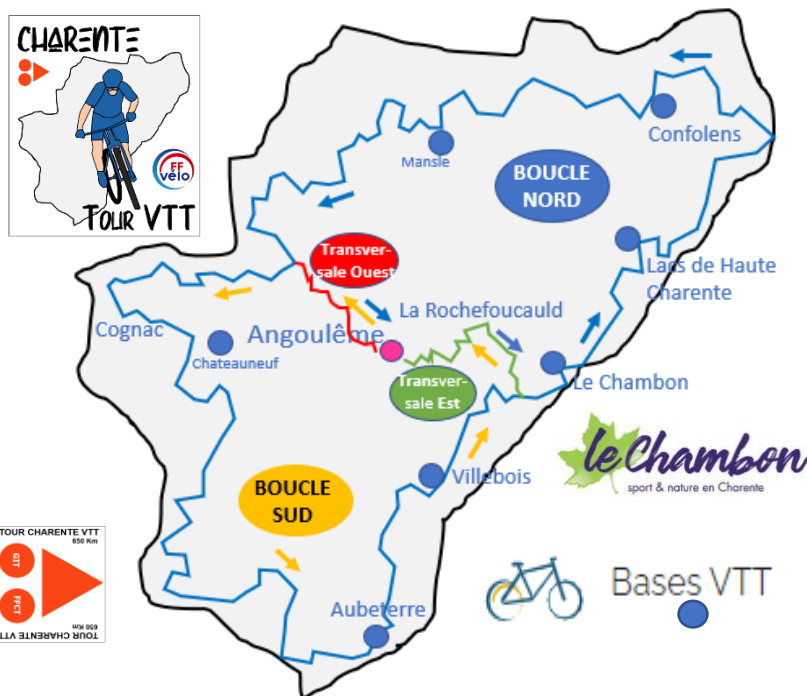 CHARENTE
FF
vélo
TOUR VTT
Confolens
Mansle
BOUCLE
NORD
Transver-
sale Ouest
Lacs de Haute
Charente
La Rochefoucauld
Cognac
Angoulême
Chateauneuf
Transver-
sale Est
Le Chambon
le Chambon
sport & nature en Charente
Villebois
BOUCLE
SUD
TOUR CHARENTE VTT
650 Km
GTT
FFCT
650 Km
TOUR CHARENTE VTT
Bases VTT
Aubeterre